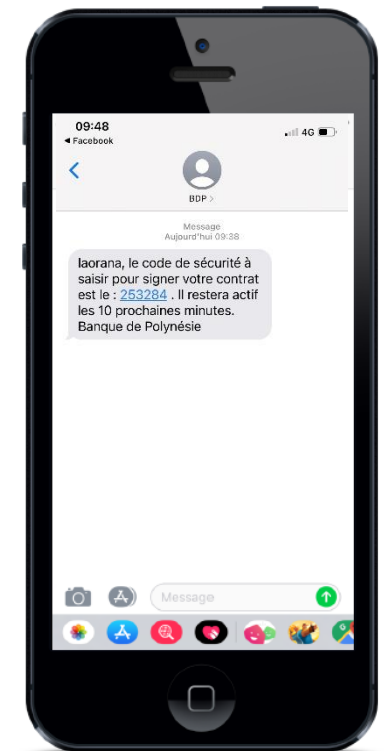 09:48
4G
◀ Facebook
BDP >
Message
Aujourd'hui 09:38
Iaorana, le code de sécurité à
saisir pour signer votre contrat
est le : 253284 . Il restera actif
les 10 prochaines minutes.
Banque de Polynésie
Message